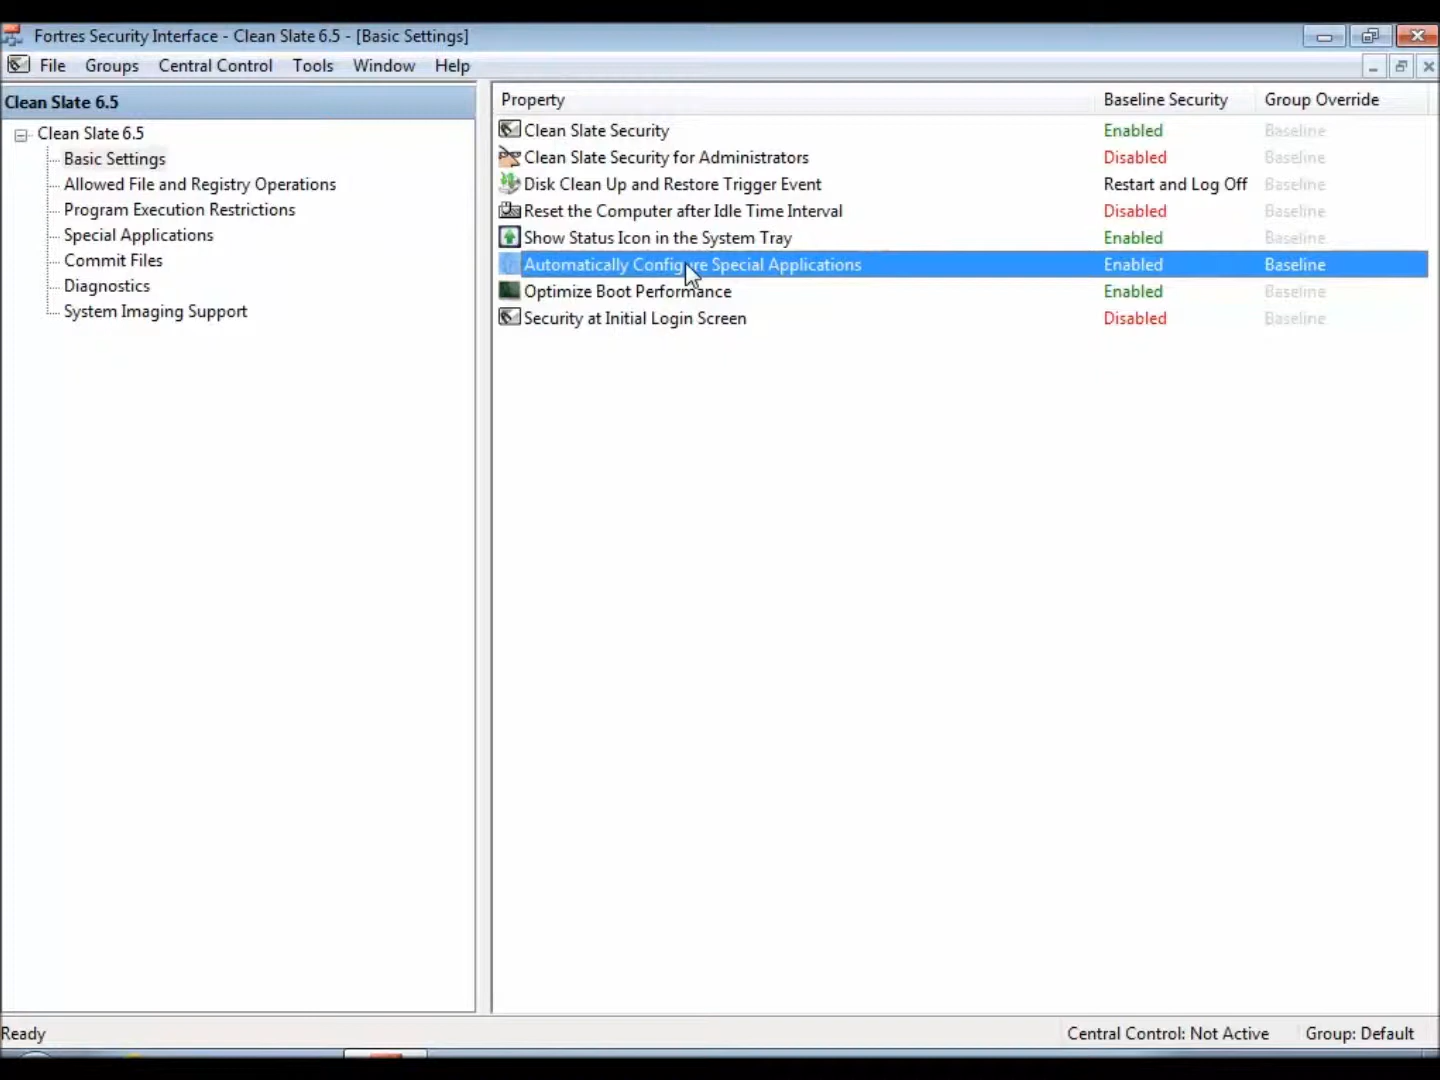 Fortres Security Interface - Clean Slate 6.5 - [Basic Settings]
File Groups Central Control Tools Window Help
Clean Slate 6.5
Clean Slate 6.5
Basic Settings
Allowed File and Registry Operations
Program Execution Restrictions
Special Applications
Commit Files
Diagnostics
System Imaging Support
Property Baseline Security Group Override
Clean Slate Security Enabled Baseline
Clean Slate Security for Administrators Disabled Baseline
Disk Clean Up and Restore Trigger Event Restart and Log Off Baseline
Reset the Computer after Idle Time Interval Disabled Baseline
Show Status Icon in the System Tray Enabled Baseline
Automatically Configure Special Applications Enabled Baseline
Optimize Boot Performance Enabled Baseline
Security at Initial Login Screen Disabled Baseline
Ready Central Control: Not Active Group: Default